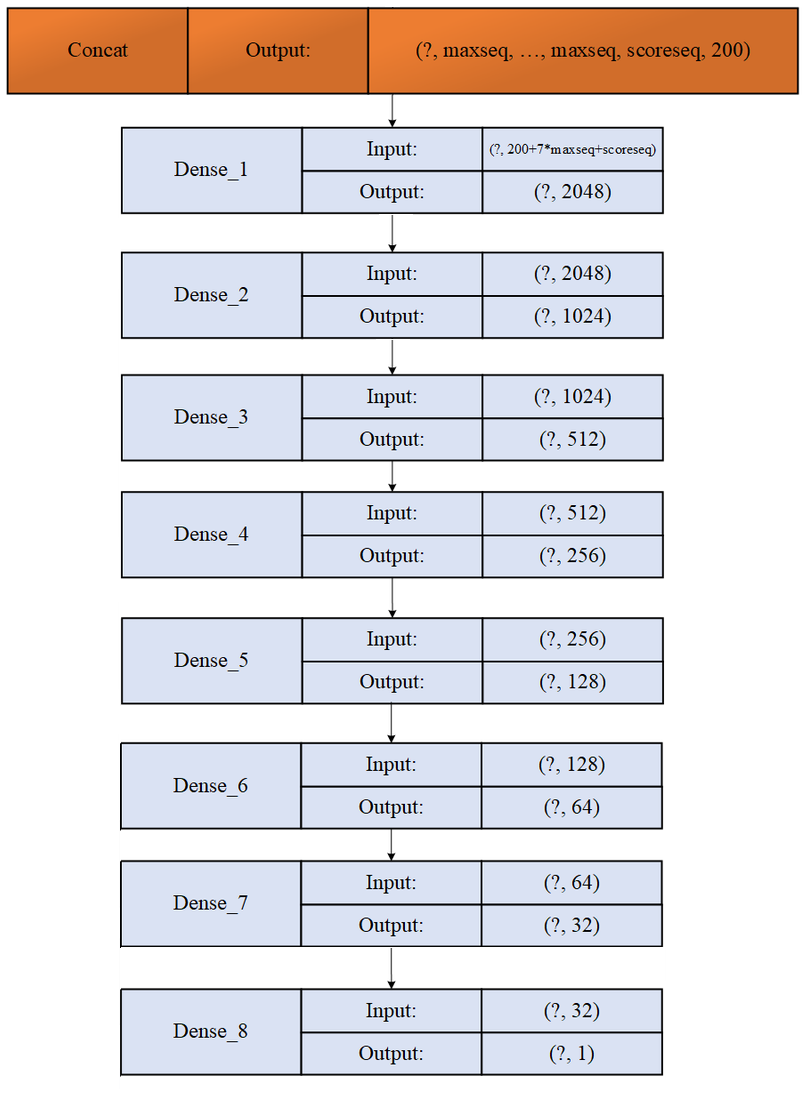 Concat Output: (?, maxseq, …, maxseq, scoreseq, 200)
Dense_1
Input: (?, 200+7*maxseq+scoreseq)
Output: (?, 2048)
Dense_2
Input: (?, 2048)
Output: (?, 1024)
Dense_3
Input: (?, 1024)
Output: (?, 512)
Dense_4
Input: (?, 512)
Output: (?, 256)
Dense_5
Input: (?, 256)
Output: (?, 128)
Dense_6
Input: (?, 128)
Output: (?, 64)
Dense_7
Input: (?, 64)
Output: (?, 32)
Dense_8
Input: (?, 32)
Output: (?, 1)